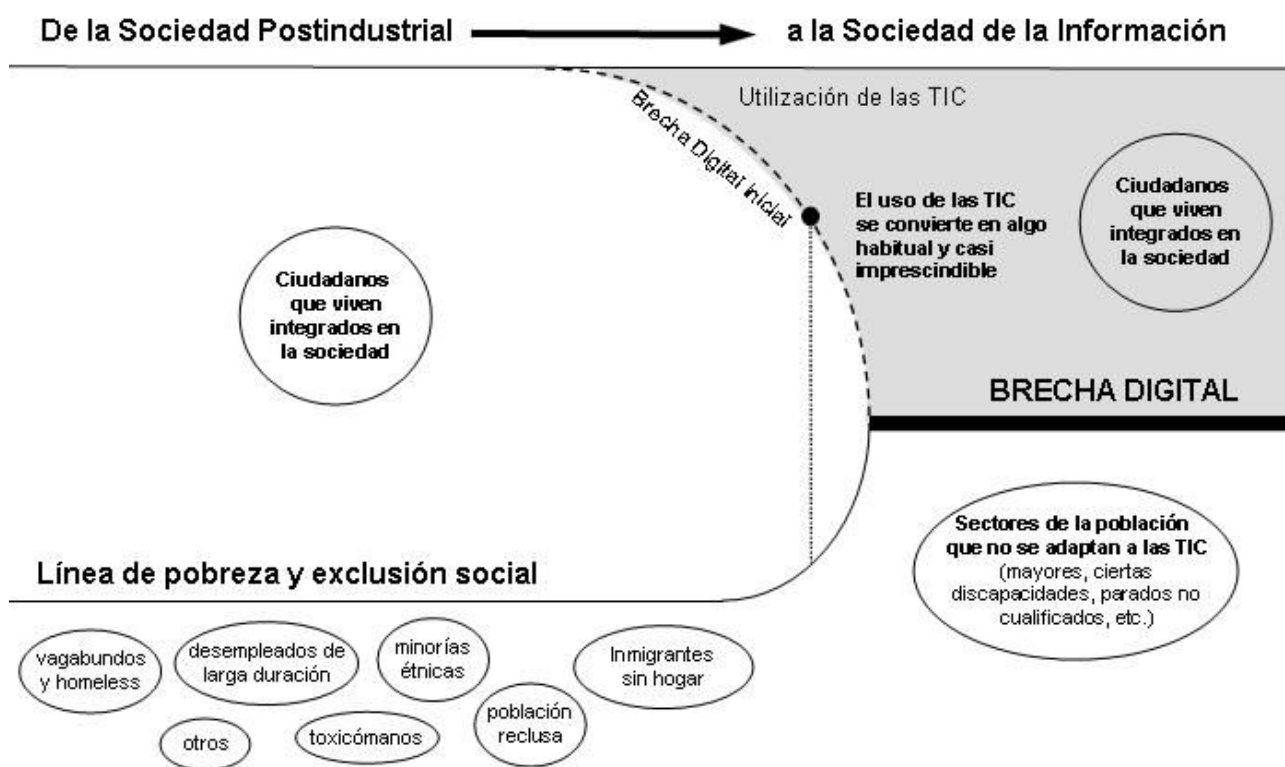 De la Sociedad Postindustrial
a la Sociedad de la Información
Utilización de las TIC
Brecha Digital Inicial
El uso de las TIC
se convierte en algo
habitual y casi
imprescindible
Ciudadanos
que viven
integrados en
la sociedad
Ciudadanos
que viven
integrados en
la sociedad
BRECHA DIGITAL
Sectores de la población
que no se adaptan a las TIC
(mayores, ciertas
discapacidades, parados no
cualificados, etc.)
Línea de pobreza y exclusión social
vagabundos
y homeless
desempleados de
larga duración
minorías
étnicas
Inmigrantes
sin hogar
otros
toxicómanos
población
reclusa